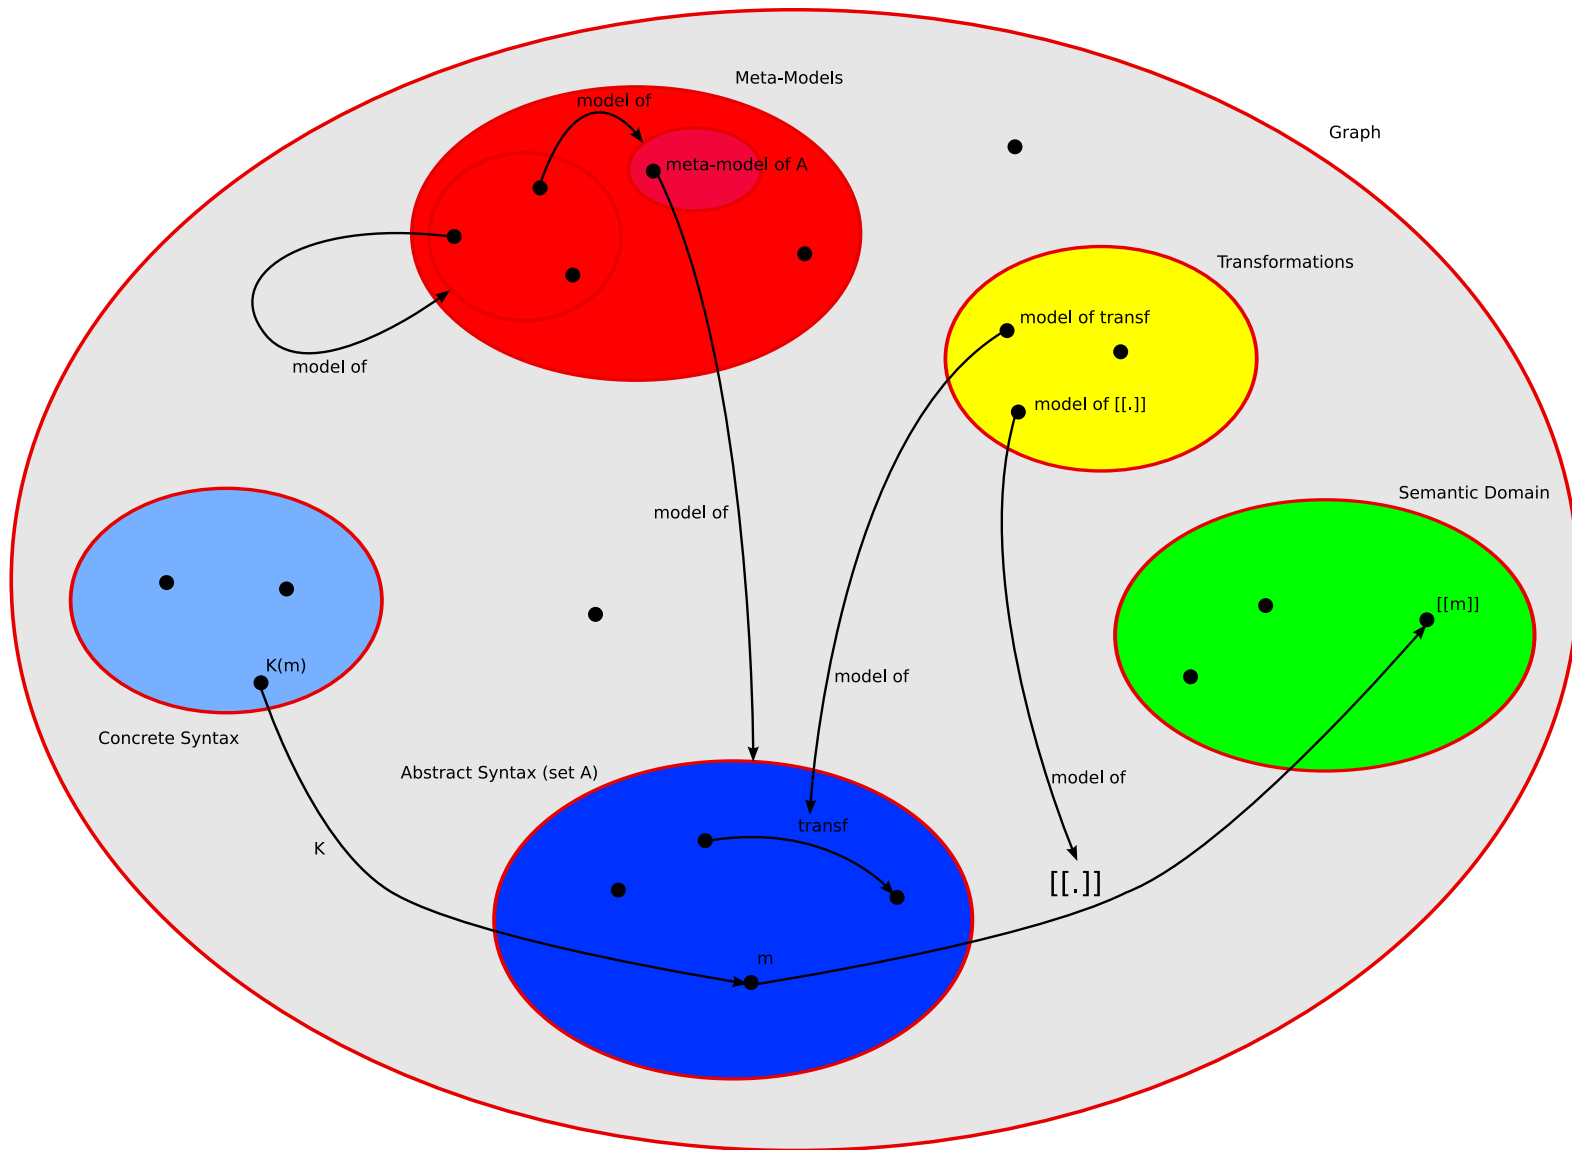 Meta-Models
model of
Graph
meta-model of A
Transformations
model of transf
model of
model of [[.]]
Semantic Domain
model of
[[m]]
K(m)
model of
Concrete Syntax
Abstract Syntax (set A)
model of
transf
K
[[.]]
m